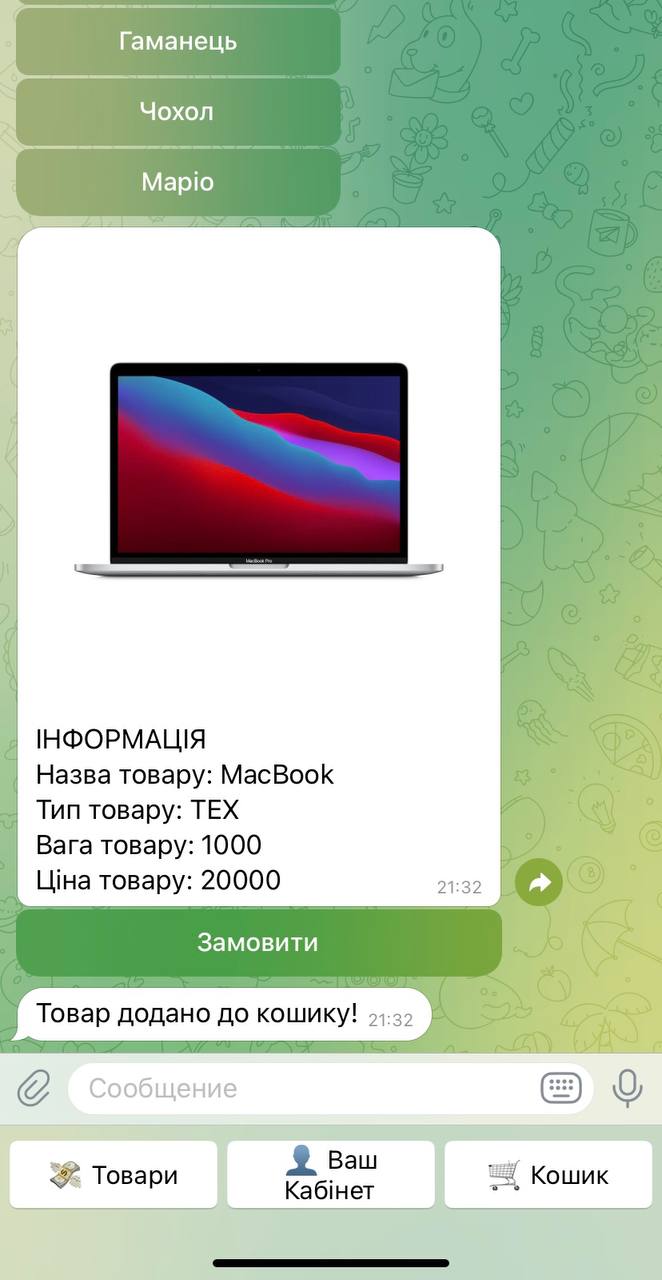 Гаманець
Чохол
Маріо
MacBook Pro
ІНФОРМАЦІЯ
Назва товару: MacBook
Тип товару: ТЕХ
Вага товару: 1000
Ціна товару: 20000
21:32
Замовити
Товар додано до кошику! 21:32
Сообщение
Товари
Ваш
Кабінет
Кошик